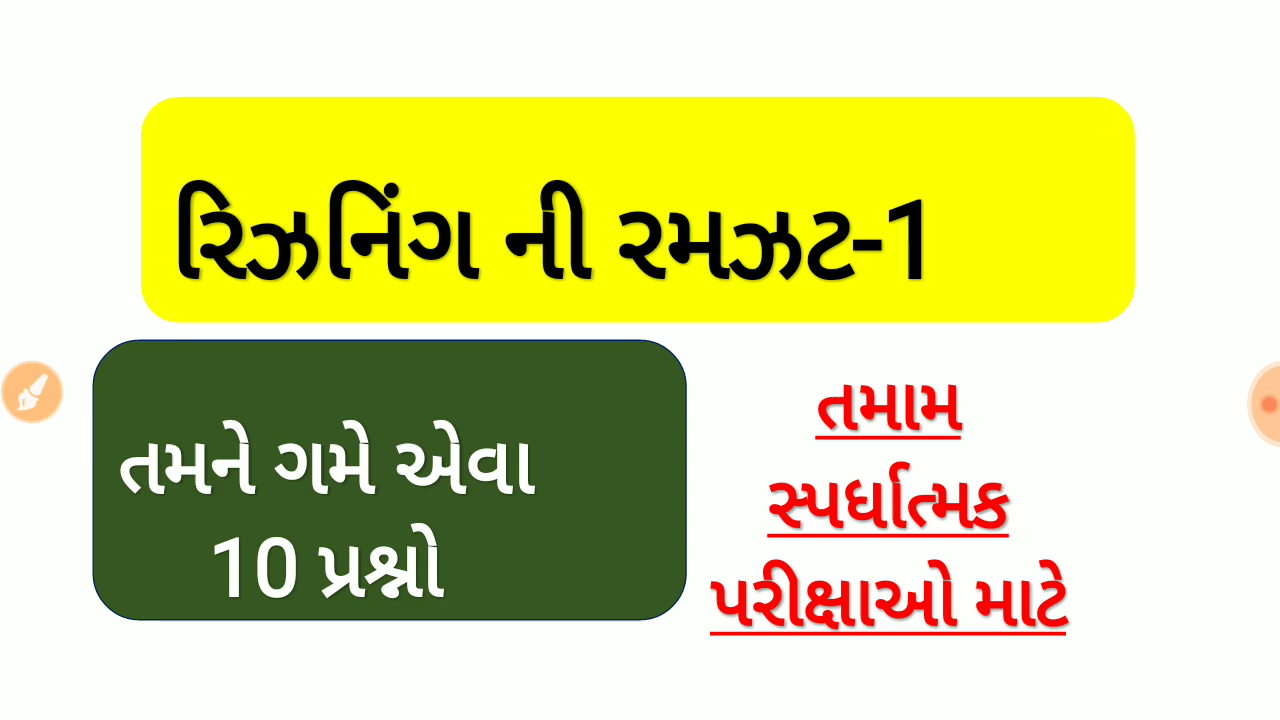 રિઝનિંગ ની રમઝટ-1
તમને ગમે એવા
10 પ્રશ્નો
તમામ
સ્પર્ધાત્મક
પરીક્ષાઓ માટે